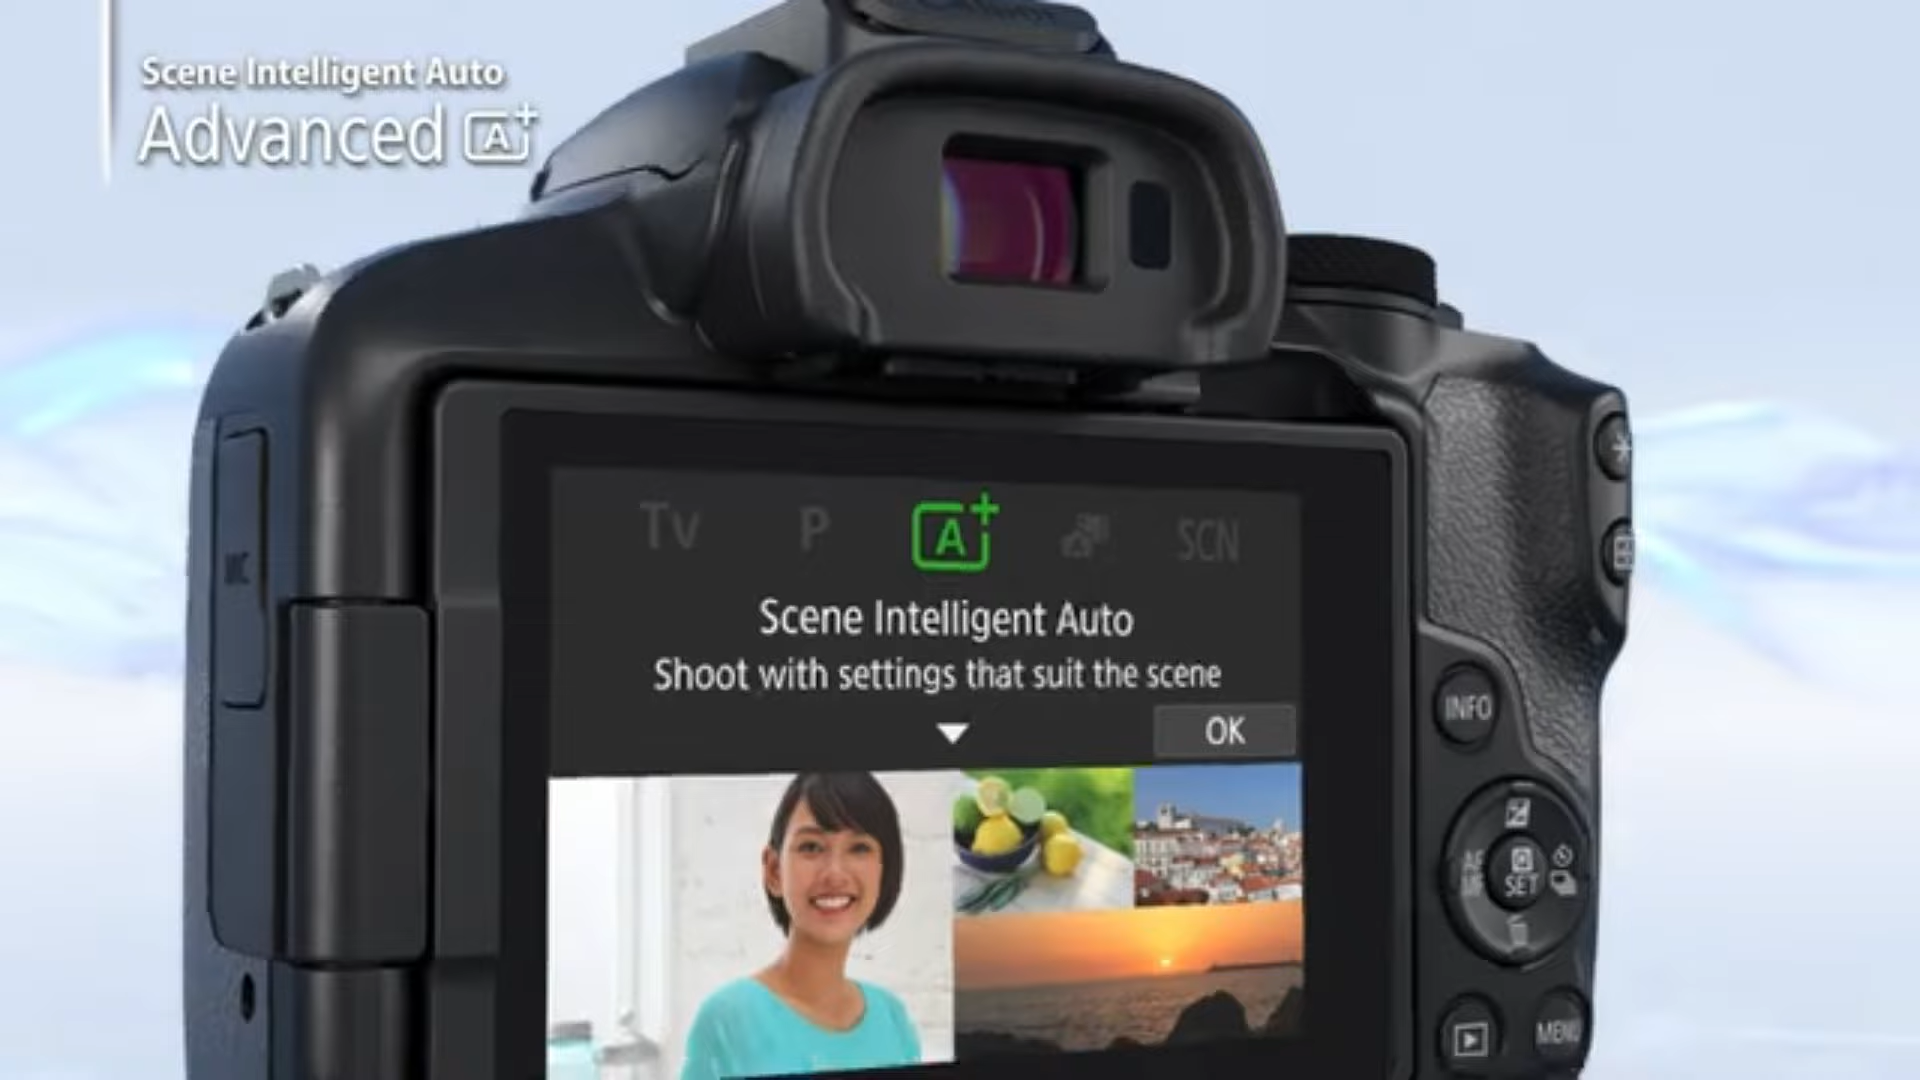 Scene Intelligent Auto
Advanced A+
Tv P A+ SCN
Scene Intelligent Auto
Shoot with settings that suit the scene
OK
MIC
INFO
SET
MENU